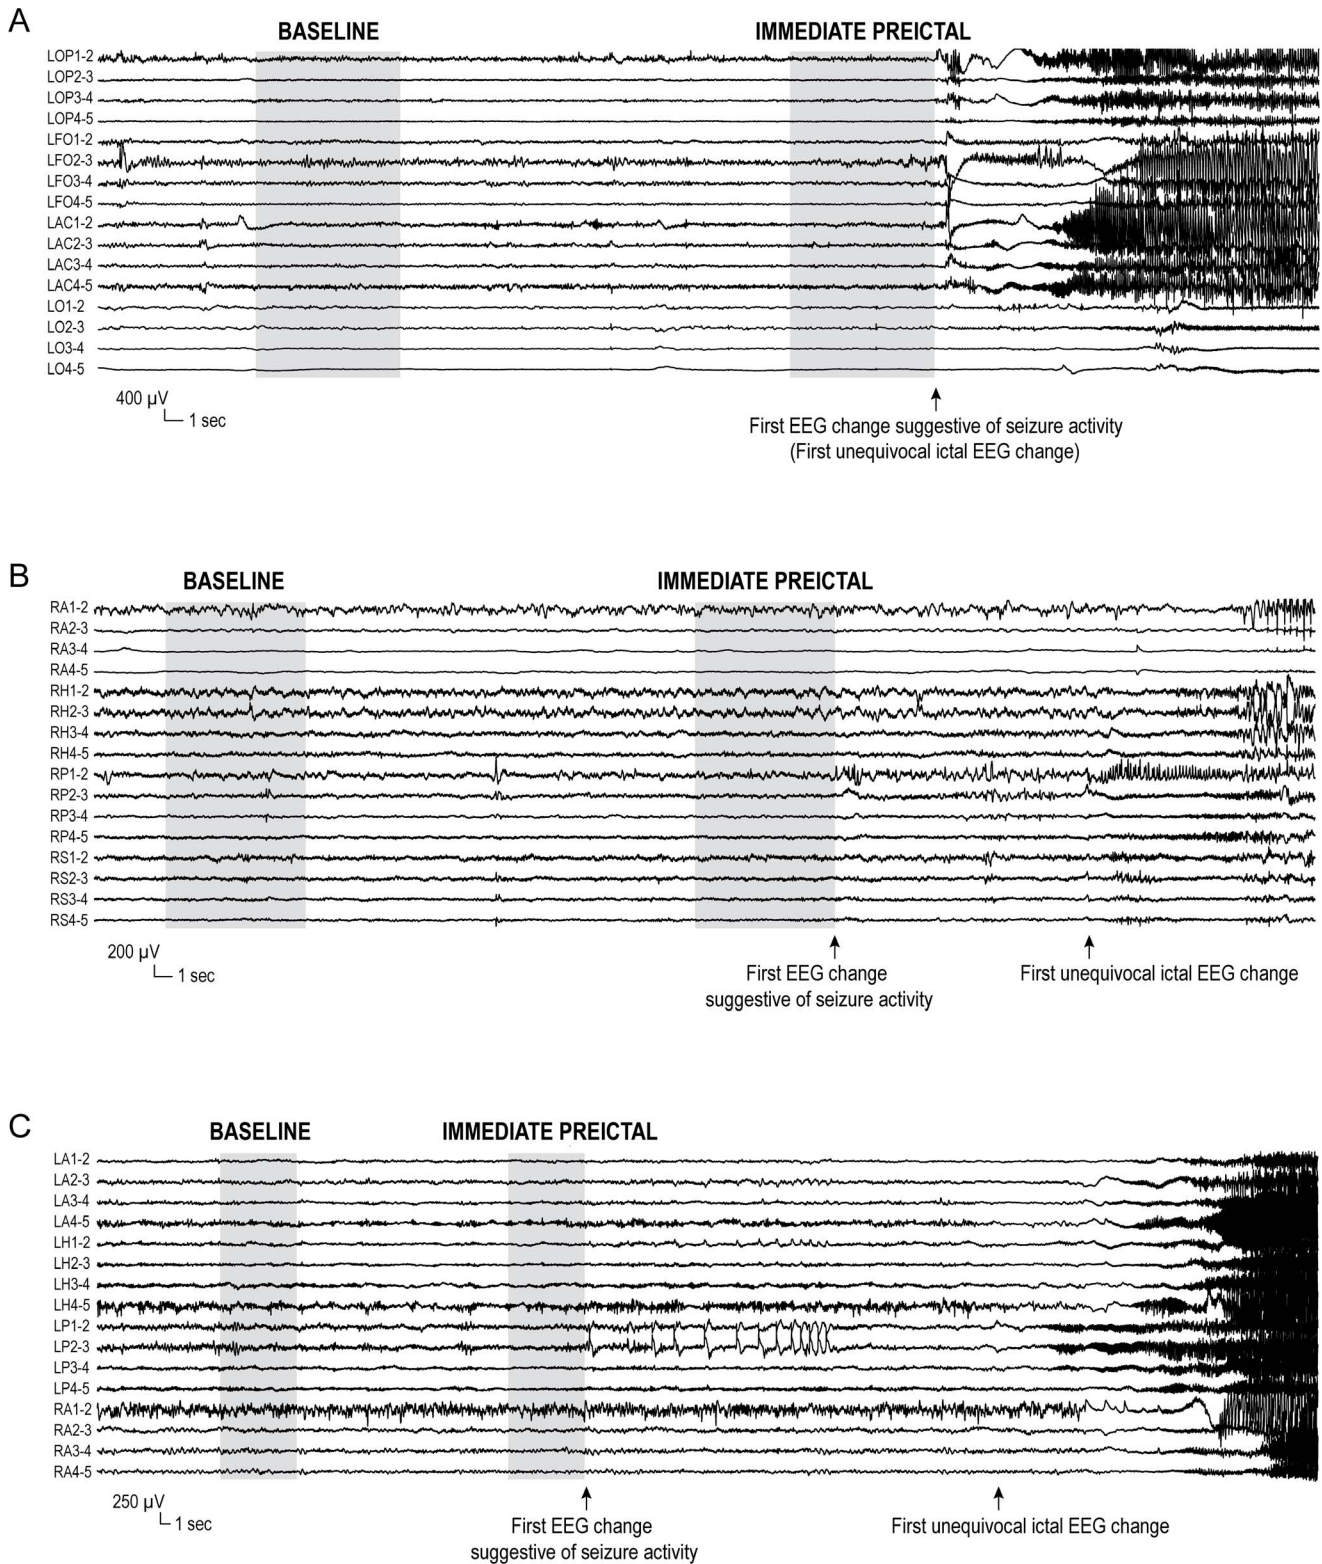 A
BASELINE IMMEDIATE PREICTAL
LOP1-2
LOP2-3
LOP3-4
LOP4-5
LFO1-2
LFO2-3
LFO3-4
LFO4-5
LAC1-2
LAC2-3
LAC3-4
LAC4-5
LO1-2
LO2-3
LO3-4
LO4-5
400 µV
1 sec
First EEG change suggestive of seizure activity
(First unequivocal ictal EEG change)
B
BASELINE IMMEDIATE PREICTAL
RA1-2
RA2-3
RA3-4
RA4-5
RH1-2
RH2-3
RH3-4
RH4-5
RP1-2
RP2-3
RP3-4
RP4-5
RS1-2
RS2-3
RS3-4
RS4-5
200 µV
1 sec
First EEG change
suggestive of seizure activity
First unequivocal ictal EEG change
C
BASELINE IMMEDIATE PREICTAL
LA1-2
LA2-3
LA3-4
LA4-5
LH1-2
LH2-3
LH3-4
LH4-5
LP1-2
LP2-3
LP3-4
LP4-5
RA1-2
RA2-3
RA3-4
RA4-5
250 µV
1 sec
First EEG change
suggestive of seizure activity
First unequivocal ictal EEG change